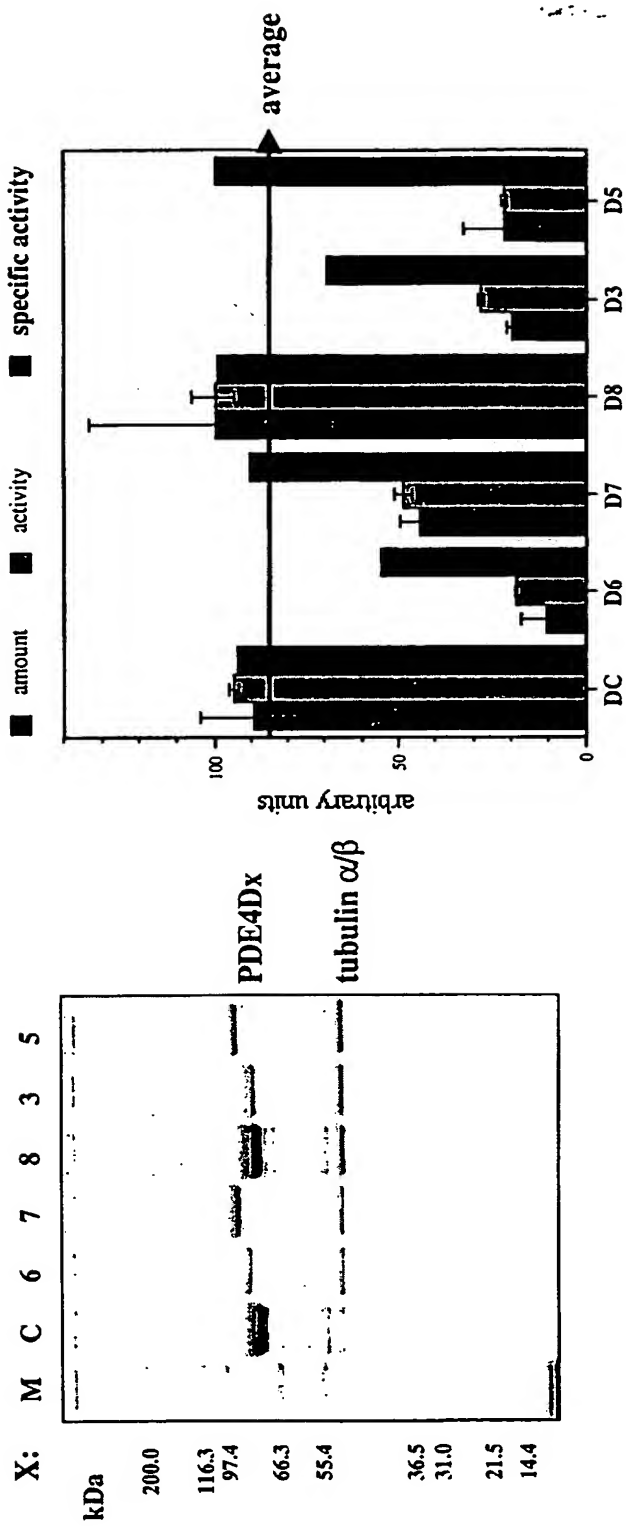 X: M C 6 7 8 3 5
kDa
200.0
116.3
97.4
66.3
55.4
36.5
31.0
21.5
14.4
PDE4Dx
tubulin α/β
amount activity specific activity
average
arbitrary units
100
50
0
DC D6 D7 D8 D3 D5